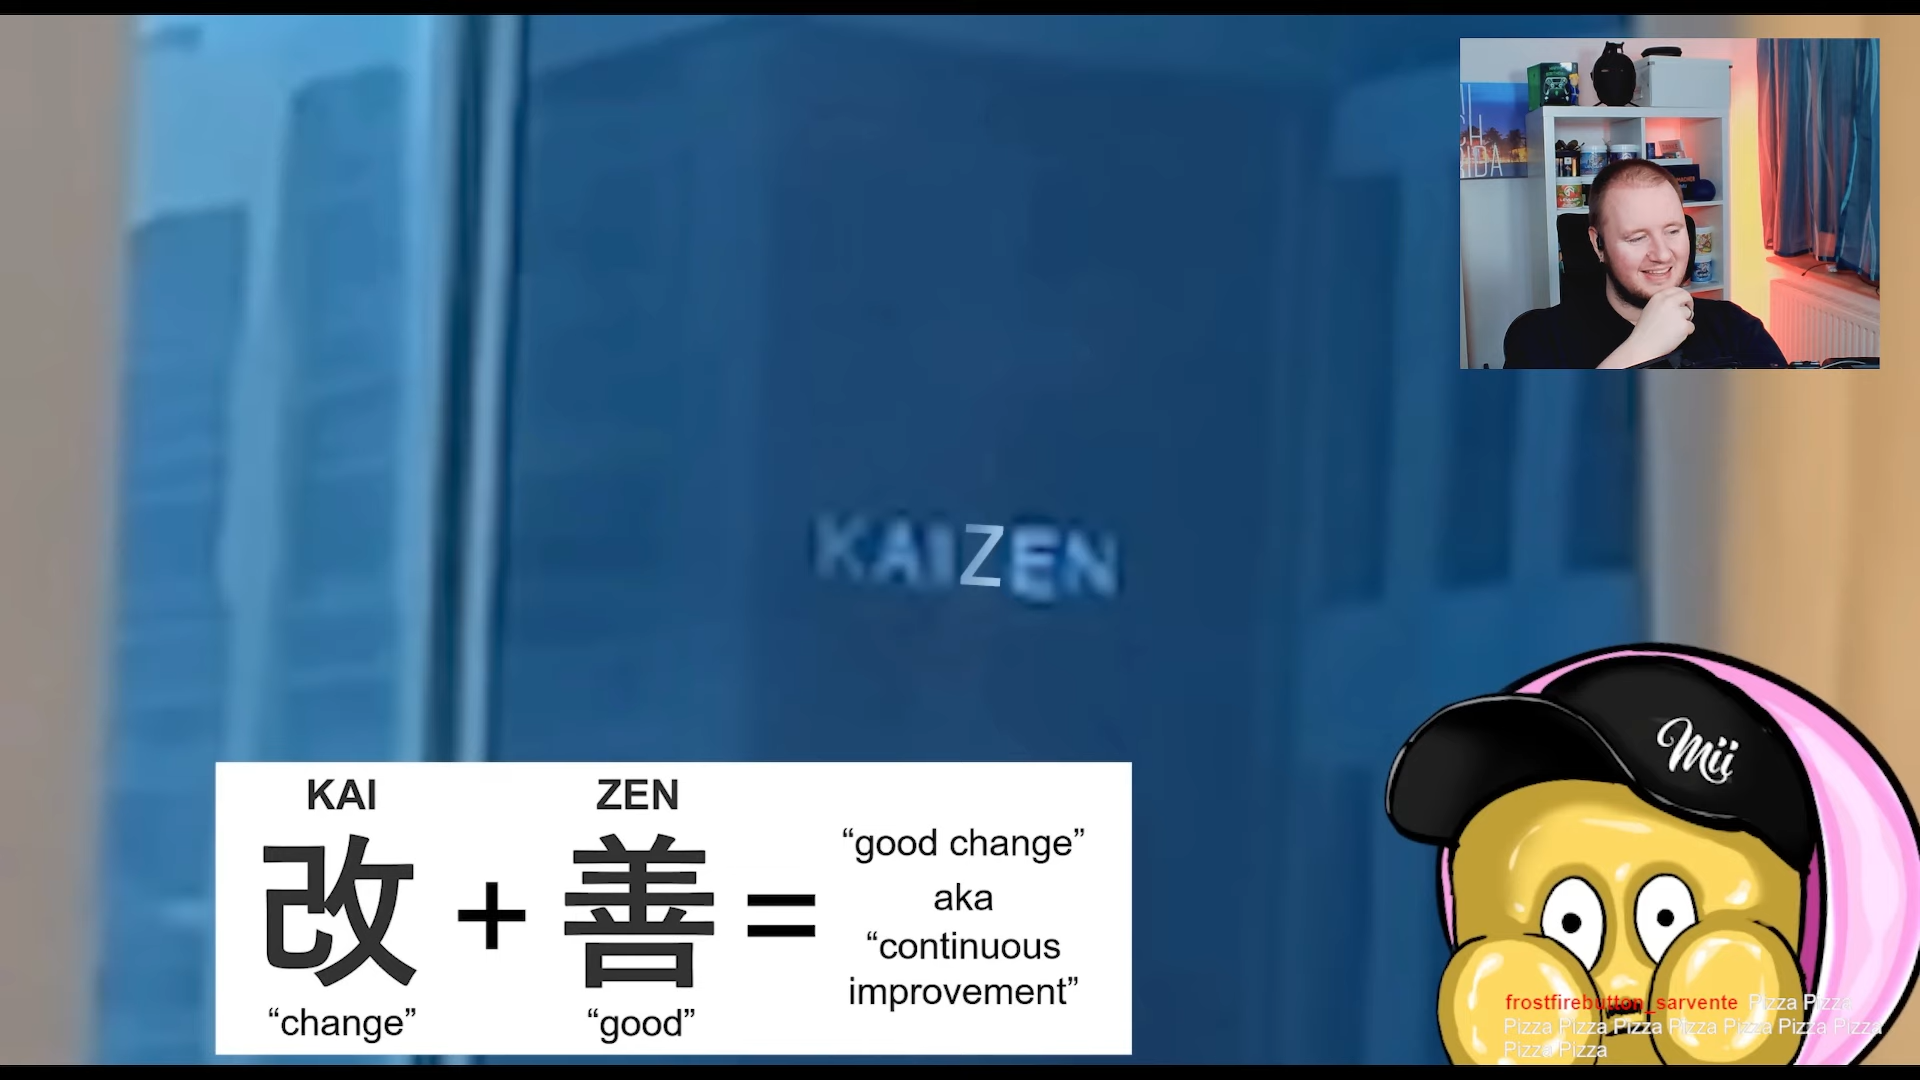 KAIZEN
KAI
ZEN
改 + 善 =
“change”
“good”
“good change”
aka
“continuous
improvement”
Mii
frostfirebutton_sarvente Pizza Pizza
Pizza Pizza Pizza Pizza Pizza Pizza Pizza
Pizza Pizza